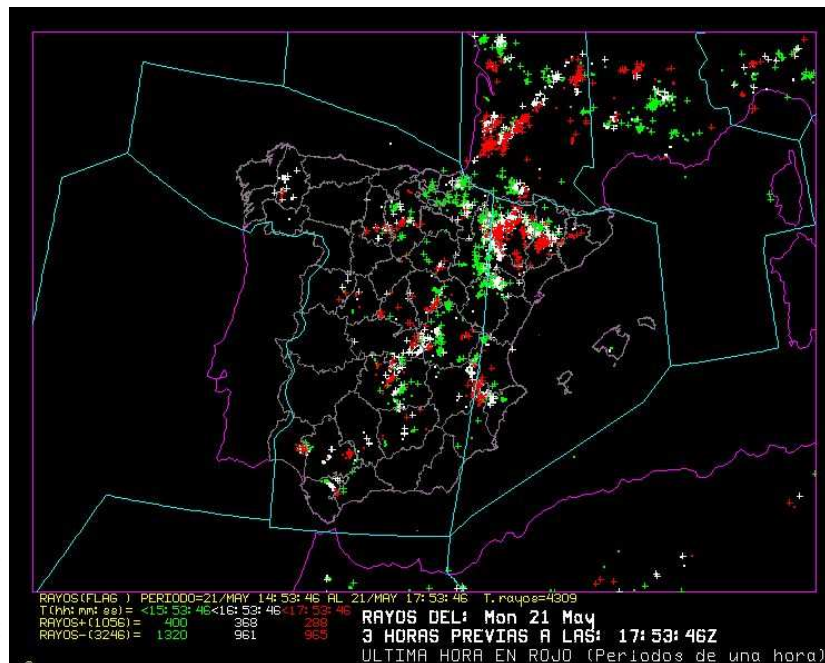 RAYOS(FLAG ) PERIODO=21/MAY 14:53:46 AL 21/MAY 17:53:46 T.rayos=4309
T(hh:mm:ss)= <15:53:46<16:53:46<17:53:46
RAYOS+(1056)= 400 368 288
RAYOS-(3246)= 1320 961 965
RAYOS DEL: Mon 21 May
3 HORAS PREVIAS A LAS: 17:53:46Z
ULTIMA HORA EN ROJO (Periodos de una hora)